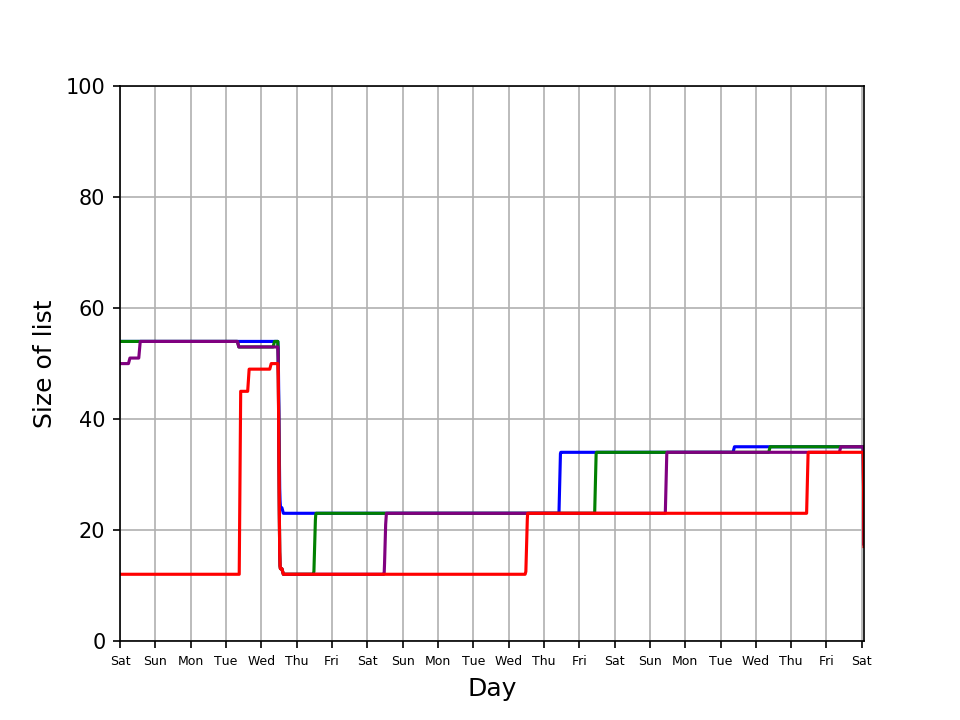 100
80
60
40
20
0
Size of list
Sat Sun Mon Tue Wed Thu Fri Sat Sun Mon Tue Wed Thu Fri Sat Sun Mon Tue Wed Thu Fri Sat
Day